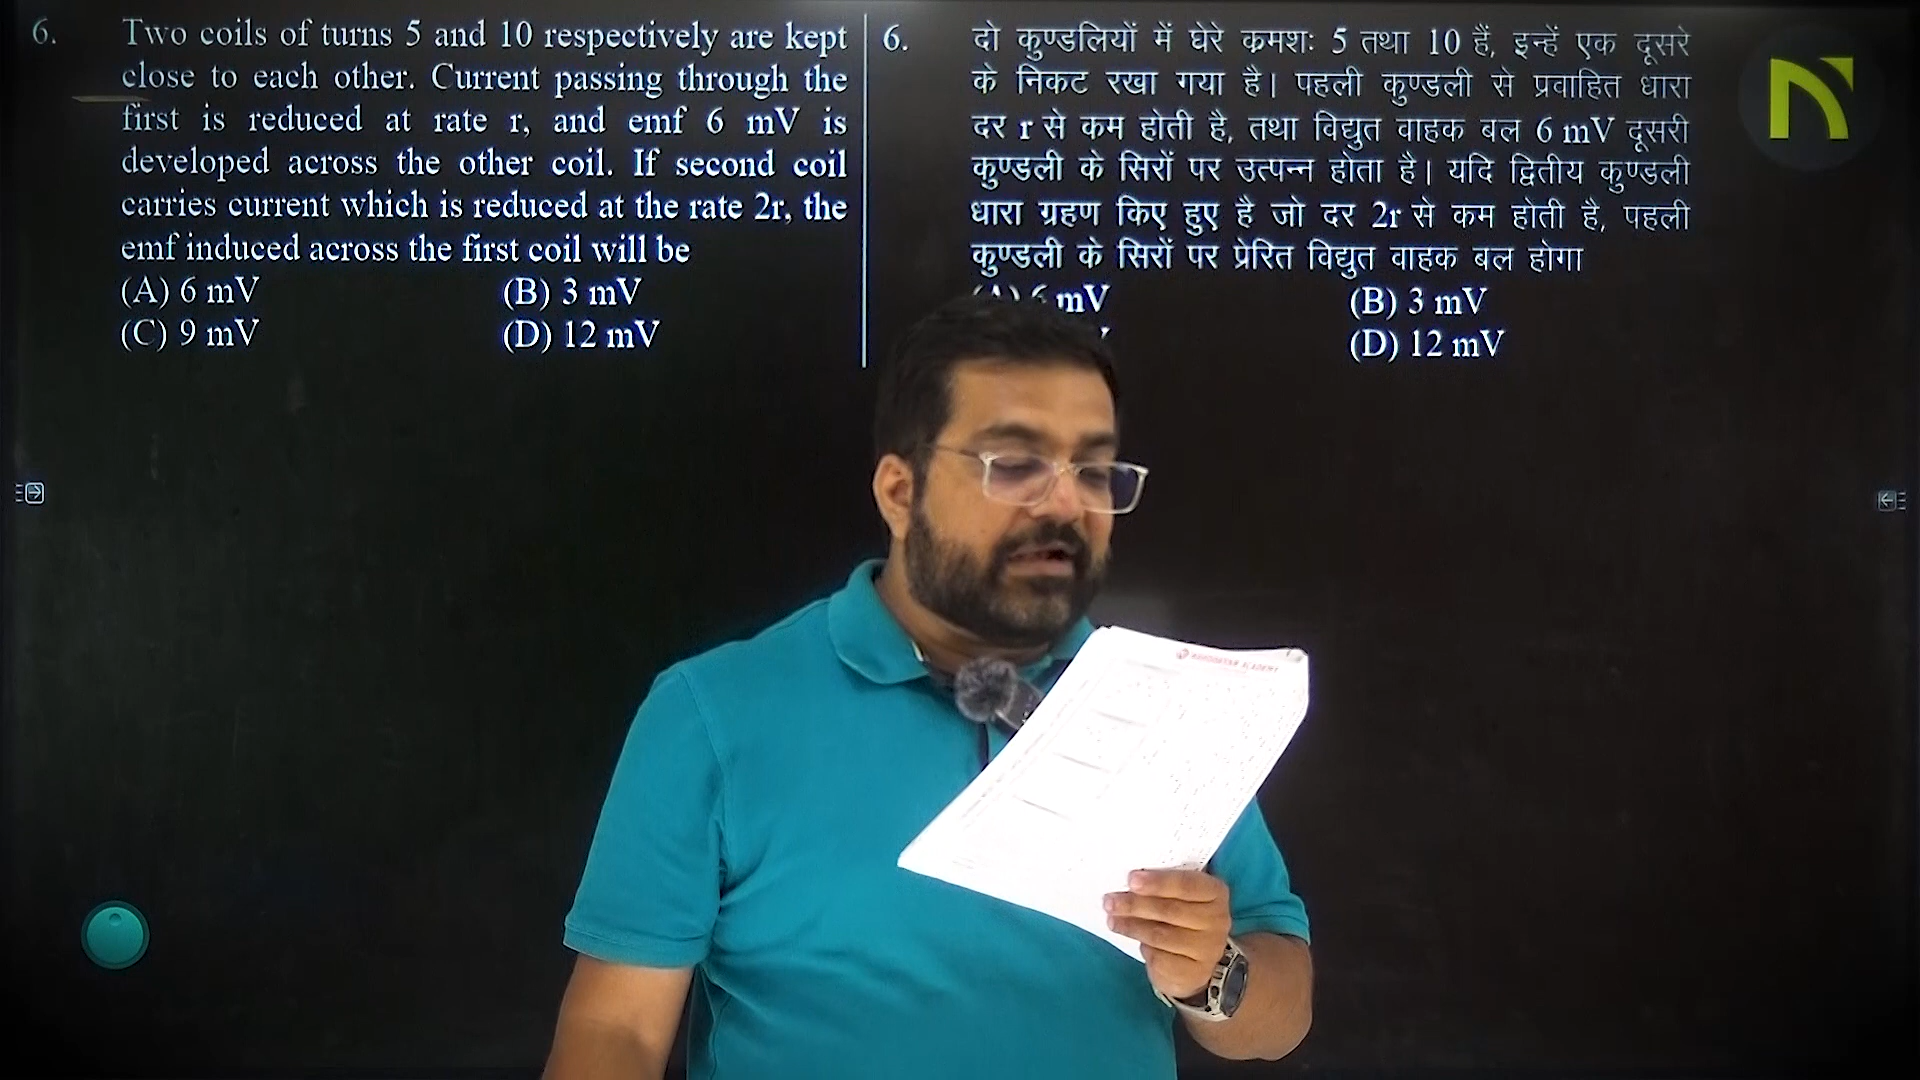 6. Two coils of turns 5 and 10 respectively are kept
close to each other. Current passing through the
first is reduced at rate r, and emf 6 mV is
developed across the other coil. If second coil
carries current which is reduced at the rate 2r, the
emf induced across the first coil will be
(A) 6 mV (B) 3 mV
(C) 9 mV (D) 12 mV
6. दो कुण्डलियों में घेरे क्रमशः 5 तथा 10 हैं, इन्हें एक दूसरे
के निकट रखा गया है। पहली कुण्डली से प्रवाहित धारा
दर r से कम होती है, तथा विद्युत वाहक बल 6 mV दूसरी
कुण्डली के सिरों पर उत्पन्न होता है। यदि द्वितीय कुण्डली
धारा ग्रहण किए हुए है जो दर 2r से कम होती है, पहली
कुण्डली के सिरों पर प्रेरित विद्युत वाहक बल होगा
mV (B) 3 mV
(D) 12 mV